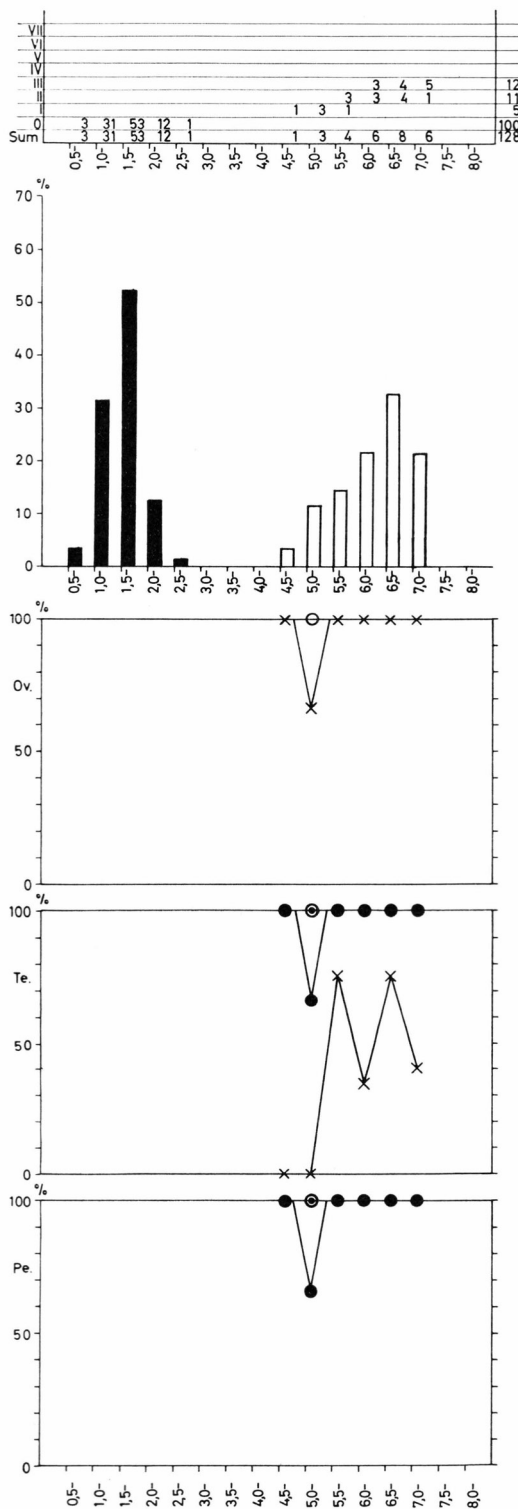 VII
VI
V
IV
III 3 4 5 12
II 3 3 4 1 11
I 1 3 1 5
0 3 31 53 12 1 100
Sum 3 31 53 12 1 1 3 4 6 8 6 128
0,5- 1,0- 1,5- 2,0- 2,5- 3,0- 3,5- 4,0- 4,5- 5,0- 5,5- 6,0- 6,5- 7,0- 8,0-
%
70
60
50
40
30
20
10
0
0,5- 1,0- 1,5- 2,0- 2,5- 3,0- 3,5- 4,0- 4,5- 5,0- 5,5- 6,0- 6,5- 7,0- 8,0-
%
100
Ov.
50
0
%
100
Te.
50
0
%
100
Pe.
50
0
0,5- 1,0- 1,5- 2,0- 2,5- 3,0- 3,5- 4,0- 4,5- 5,0- 5,5- 6,0- 6,5- 7,0- 8,0-